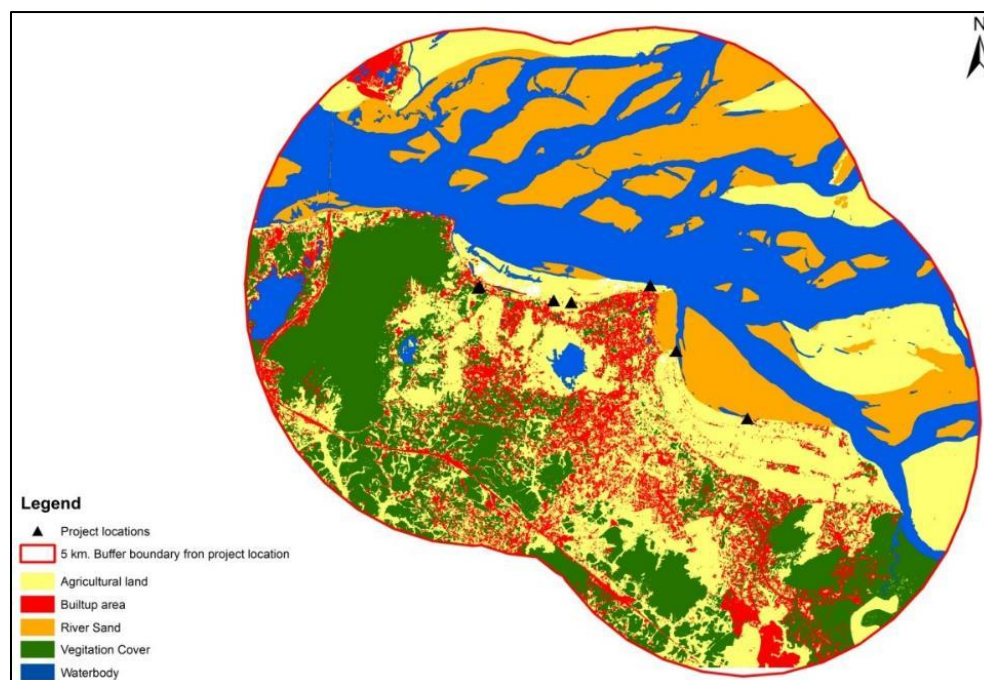 N
Legend
Project locations
5 km. Buffer boundary fron project location
Agricultural land
Builtup area
River Sand
Vegitation Cover
Waterbody